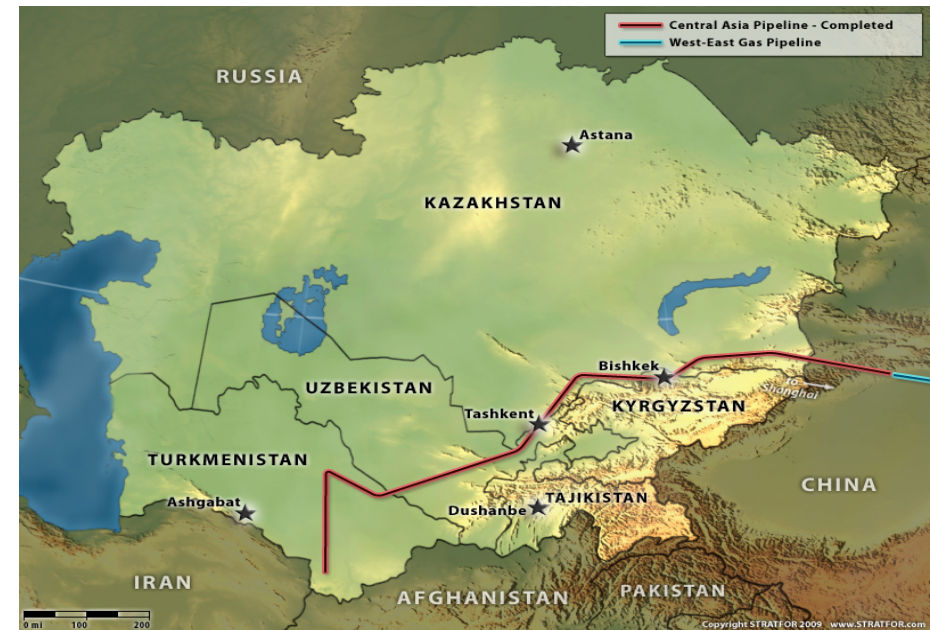 Central Asia Pipeline - Completed
West-East Gas Pipeline
RUSSIA
Astana
KAZAKHSTAN
Bishkek
to
Shanghai
UZBEKISTAN
KYRGYZSTAN
Tashkent
TURKMENISTAN
CHINA
Ashgabat
TAJIKISTAN
Dushanbe
IRAN
AFGHANISTAN
PAKISTAN
0 mi 100 200
Copyright STRATFOR 2009 www.STRATFOR.com